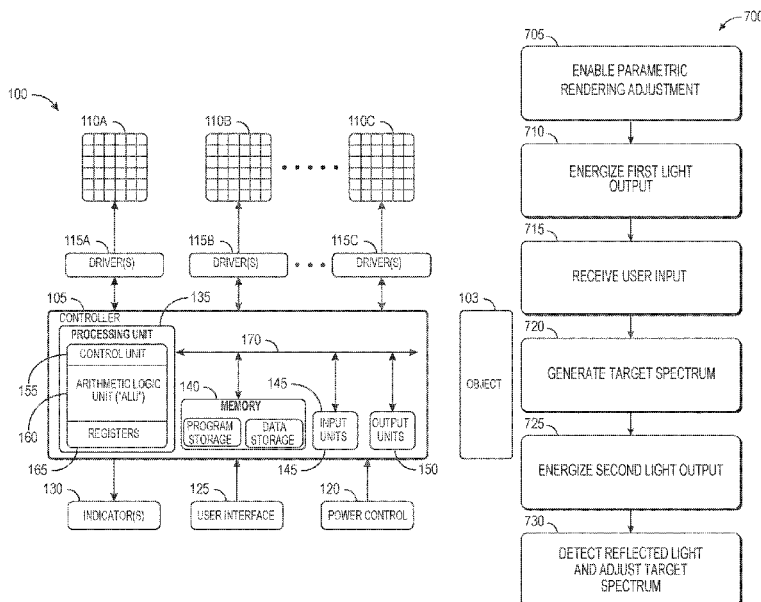 100
110A
110B
110C
115A
115B
115C
DRIVER(S)
DRIVER(S)
DRIVER(S)
105
CONTROLLER
135
PROCESSING UNIT
CONTROL UNIT
155
ARITHMETIC LOGIC
UNIT ("ALU")
160
REGISTERS
165
170
140
MEMORY
PROGRAM
STORAGE
DATA
STORAGE
145
INPUT
UNITS
145
OUTPUT
UNITS
150
130
INDICATOR(S)
125
USER INTERFACE
120
POWER CONTROL
103
OBJECT
700
705
ENABLE PARAMETRIC
RENDERING ADJUSTMENT
710
ENERGIZE FIRST LIGHT
OUTPUT
715
RECEIVE USER INPUT
720
GENERATE TARGET SPECTRUM
725
ENERGIZE SECOND LIGHT OUTPUT
730
DETECT REFLECTED LIGHT
AND ADJUST TARGET
SPECTRUM